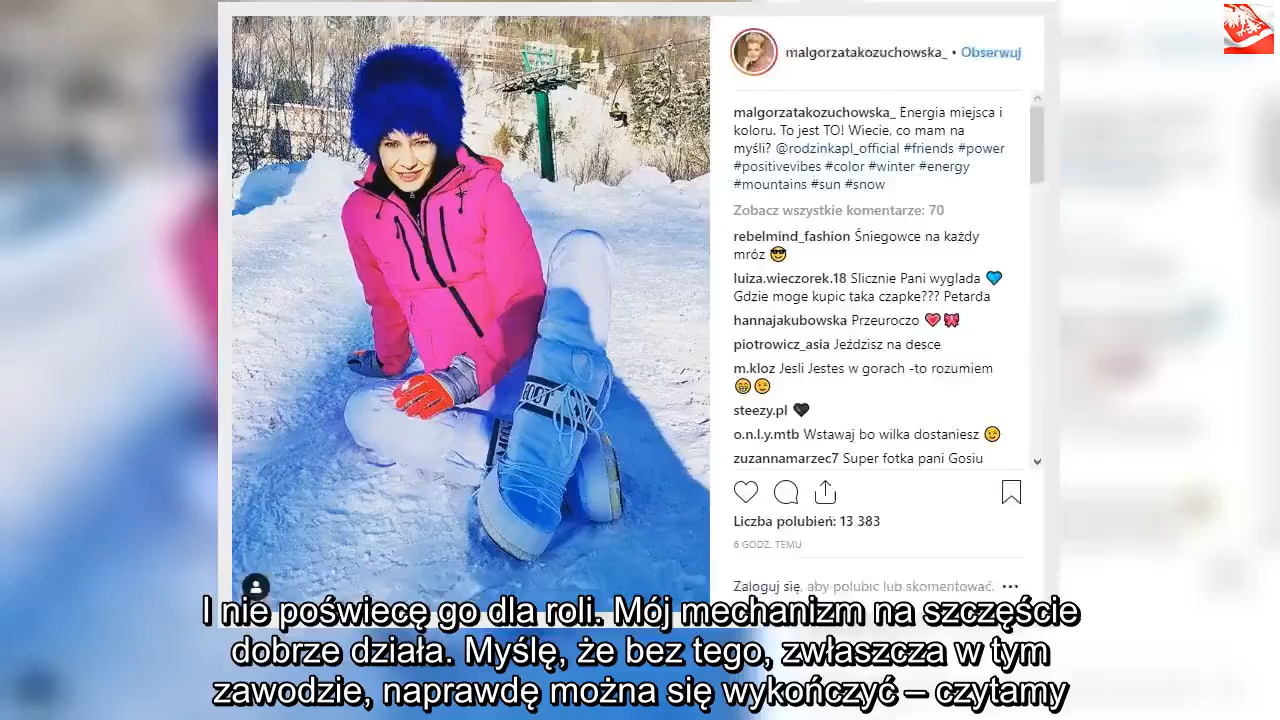 malgorzatakozuchowska_ • Obserwuj
malgorzatakozuchowska_ Energia miejsca i
koloru. To jest TO! Wiecie, co mam na
myśli? @rodzinkapl_official #friends #power
#positivevibes #color #winter #energy
#mountains #sun #snow
Zobacz wszystkie komentarze: 70
rebelmind_fashion Śniegowce na każdy
mróz 😎
luiza.wieczorek.18 Slicznie Pani wyglada 💙
Gdzie moge kupic taka czapke??? Petarda
hannajakubowska Przeuroczo 💗🎀
piotrowicz_asia Jeździsz na desce
m.kloz Jesli Jestes w gorach -to rozumiem
😁😉
steezy.pl 🖤
o.n.l.y.mtb Wstawaj bo wilka dostaniesz 😉
zuzannamarzec7 Super fotka pani Gosiu
Liczba polubień: 13 383
6 GODZ. TEMU
Zaloguj się, aby polubić lub skomentować.
MOON
I nie poświecę go dla roli. Mój mechanizm na szczęście
dobrze działa. Myślę, że bez tego, zwłaszcza w tym
zawodzie, naprawdę można się wykończyć – czytamy